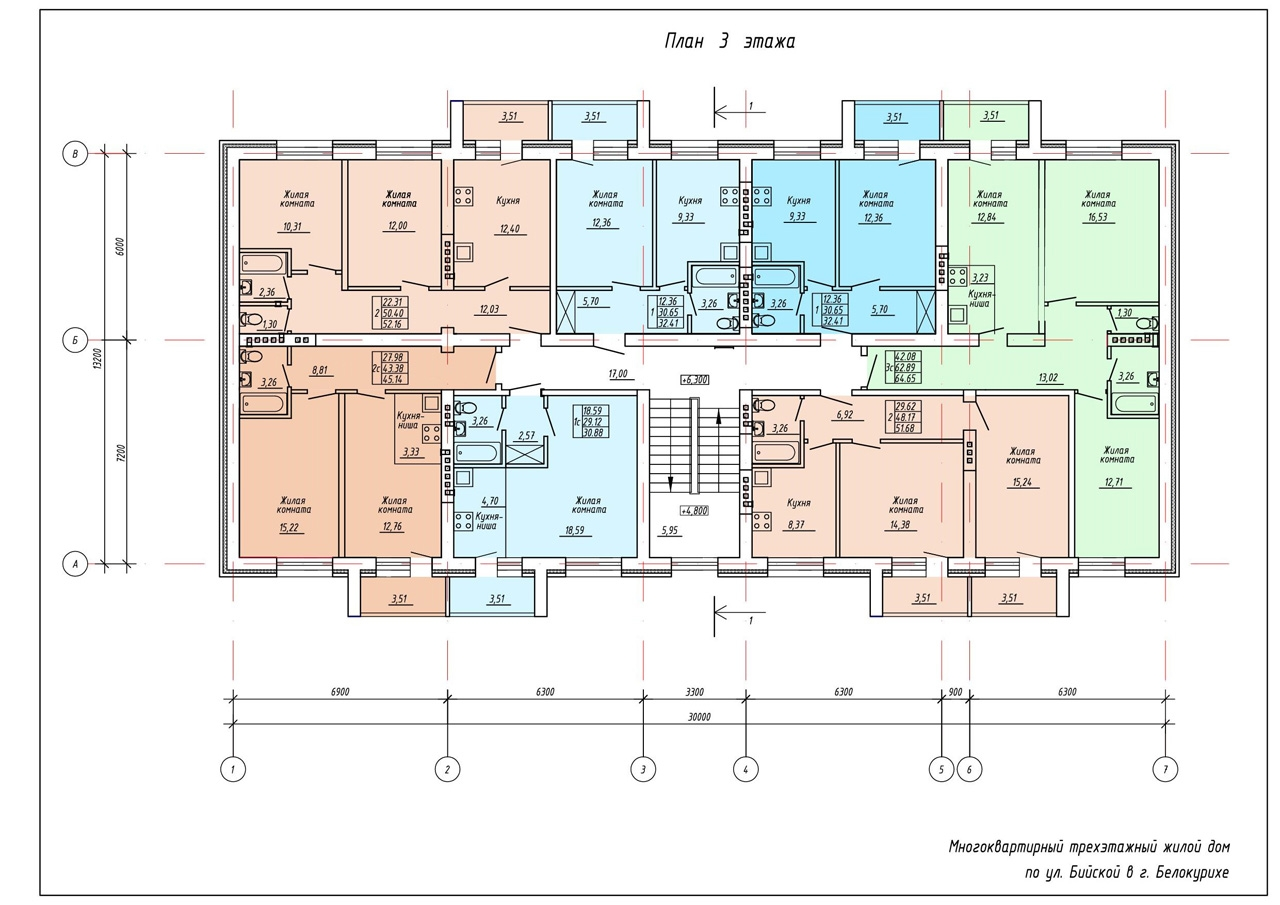 План 3 этажа
3,51
3,51
1
3,51
3,51
В
Жилая
комната
10,31
Жилая
комната
12,00
Кухня
12,40
Жилая
комната
12,36
Кухня
9,33
Кухня
9,33
Жилая
комната
12,36
Жилая
комната
12,84
Жилая
комната
16,53
6000
2,36
1,30
22.31
2 50.40
52.16
12,03
5,70
12.36
1 30.65
32.41
3,26
3,26
12.36
1 30.65
32.41
5,70
3,23
Кухня-
ниша
1,30
Б
13200
3,26
8,81
27.98
2с 43.38
45.14
17,00
+6,300
42.08
3с 62.89
64.65
13,02
3,26
7200
Кухня-
ниша
3,33
3,26
2,57
18.59
1с 29.12
30.88
3,26
6,92
29.62
2 48.17
51.68
Жилая
комната
15,22
Жилая
комната
12,76
4,70
Кухня-
ниша
Жилая
комната
18,59
+4,800
5,95
Кухня
8,37
Жилая
комната
14,38
Жилая
комната
15,24
Жилая
комната
12,71
А
3,51
3,51
3,51
3,51
1
6900
6300
3300
6300
900
6300
30000
1
2
3
4
5
6
7
Многоквартирный трехэтажный жилой дом
по ул. Бийской в г. Белокурихе